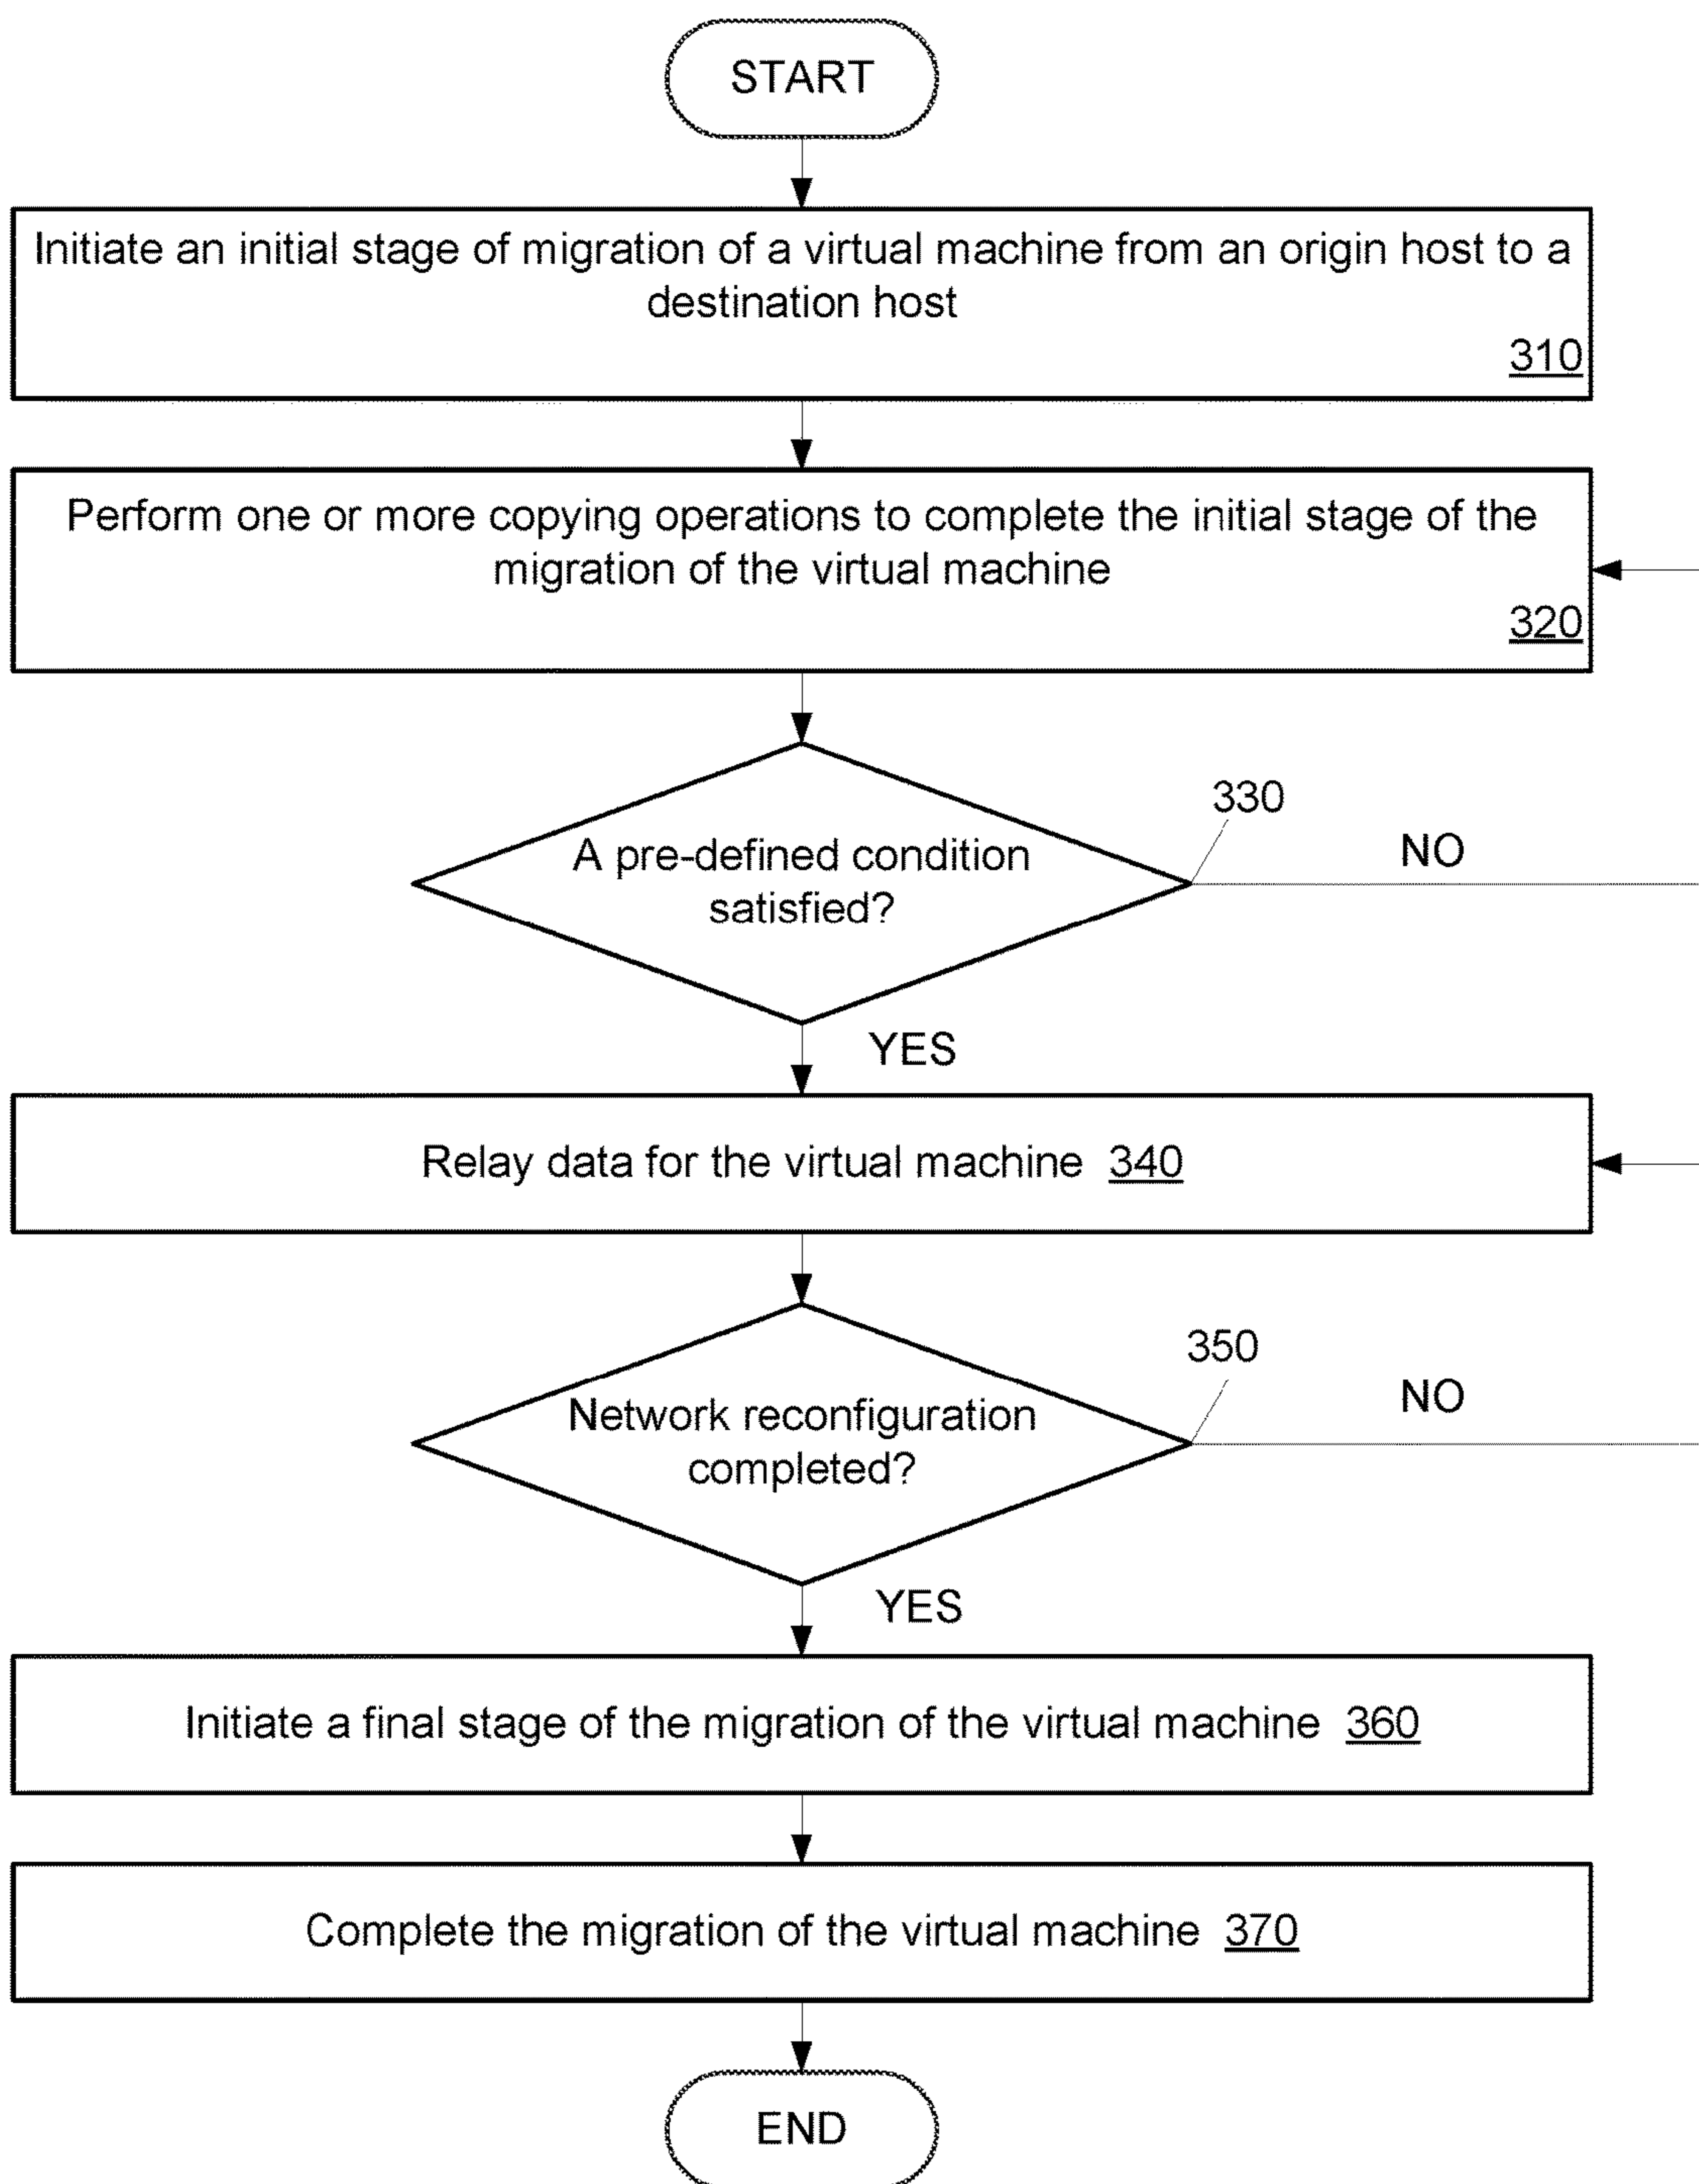 START
Initiate an initial stage of migration of a virtual machine from an origin host to a
destination host
310
Perform one or more copying operations to complete the initial stage of the
migration of the virtual machine
320
330
A pre-defined condition
satisfied?
NO
YES
Relay data for the virtual machine 340
350
Network reconfiguration
completed?
NO
YES
Initiate a final stage of the migration of the virtual machine 360
Complete the migration of the virtual machine 370
END